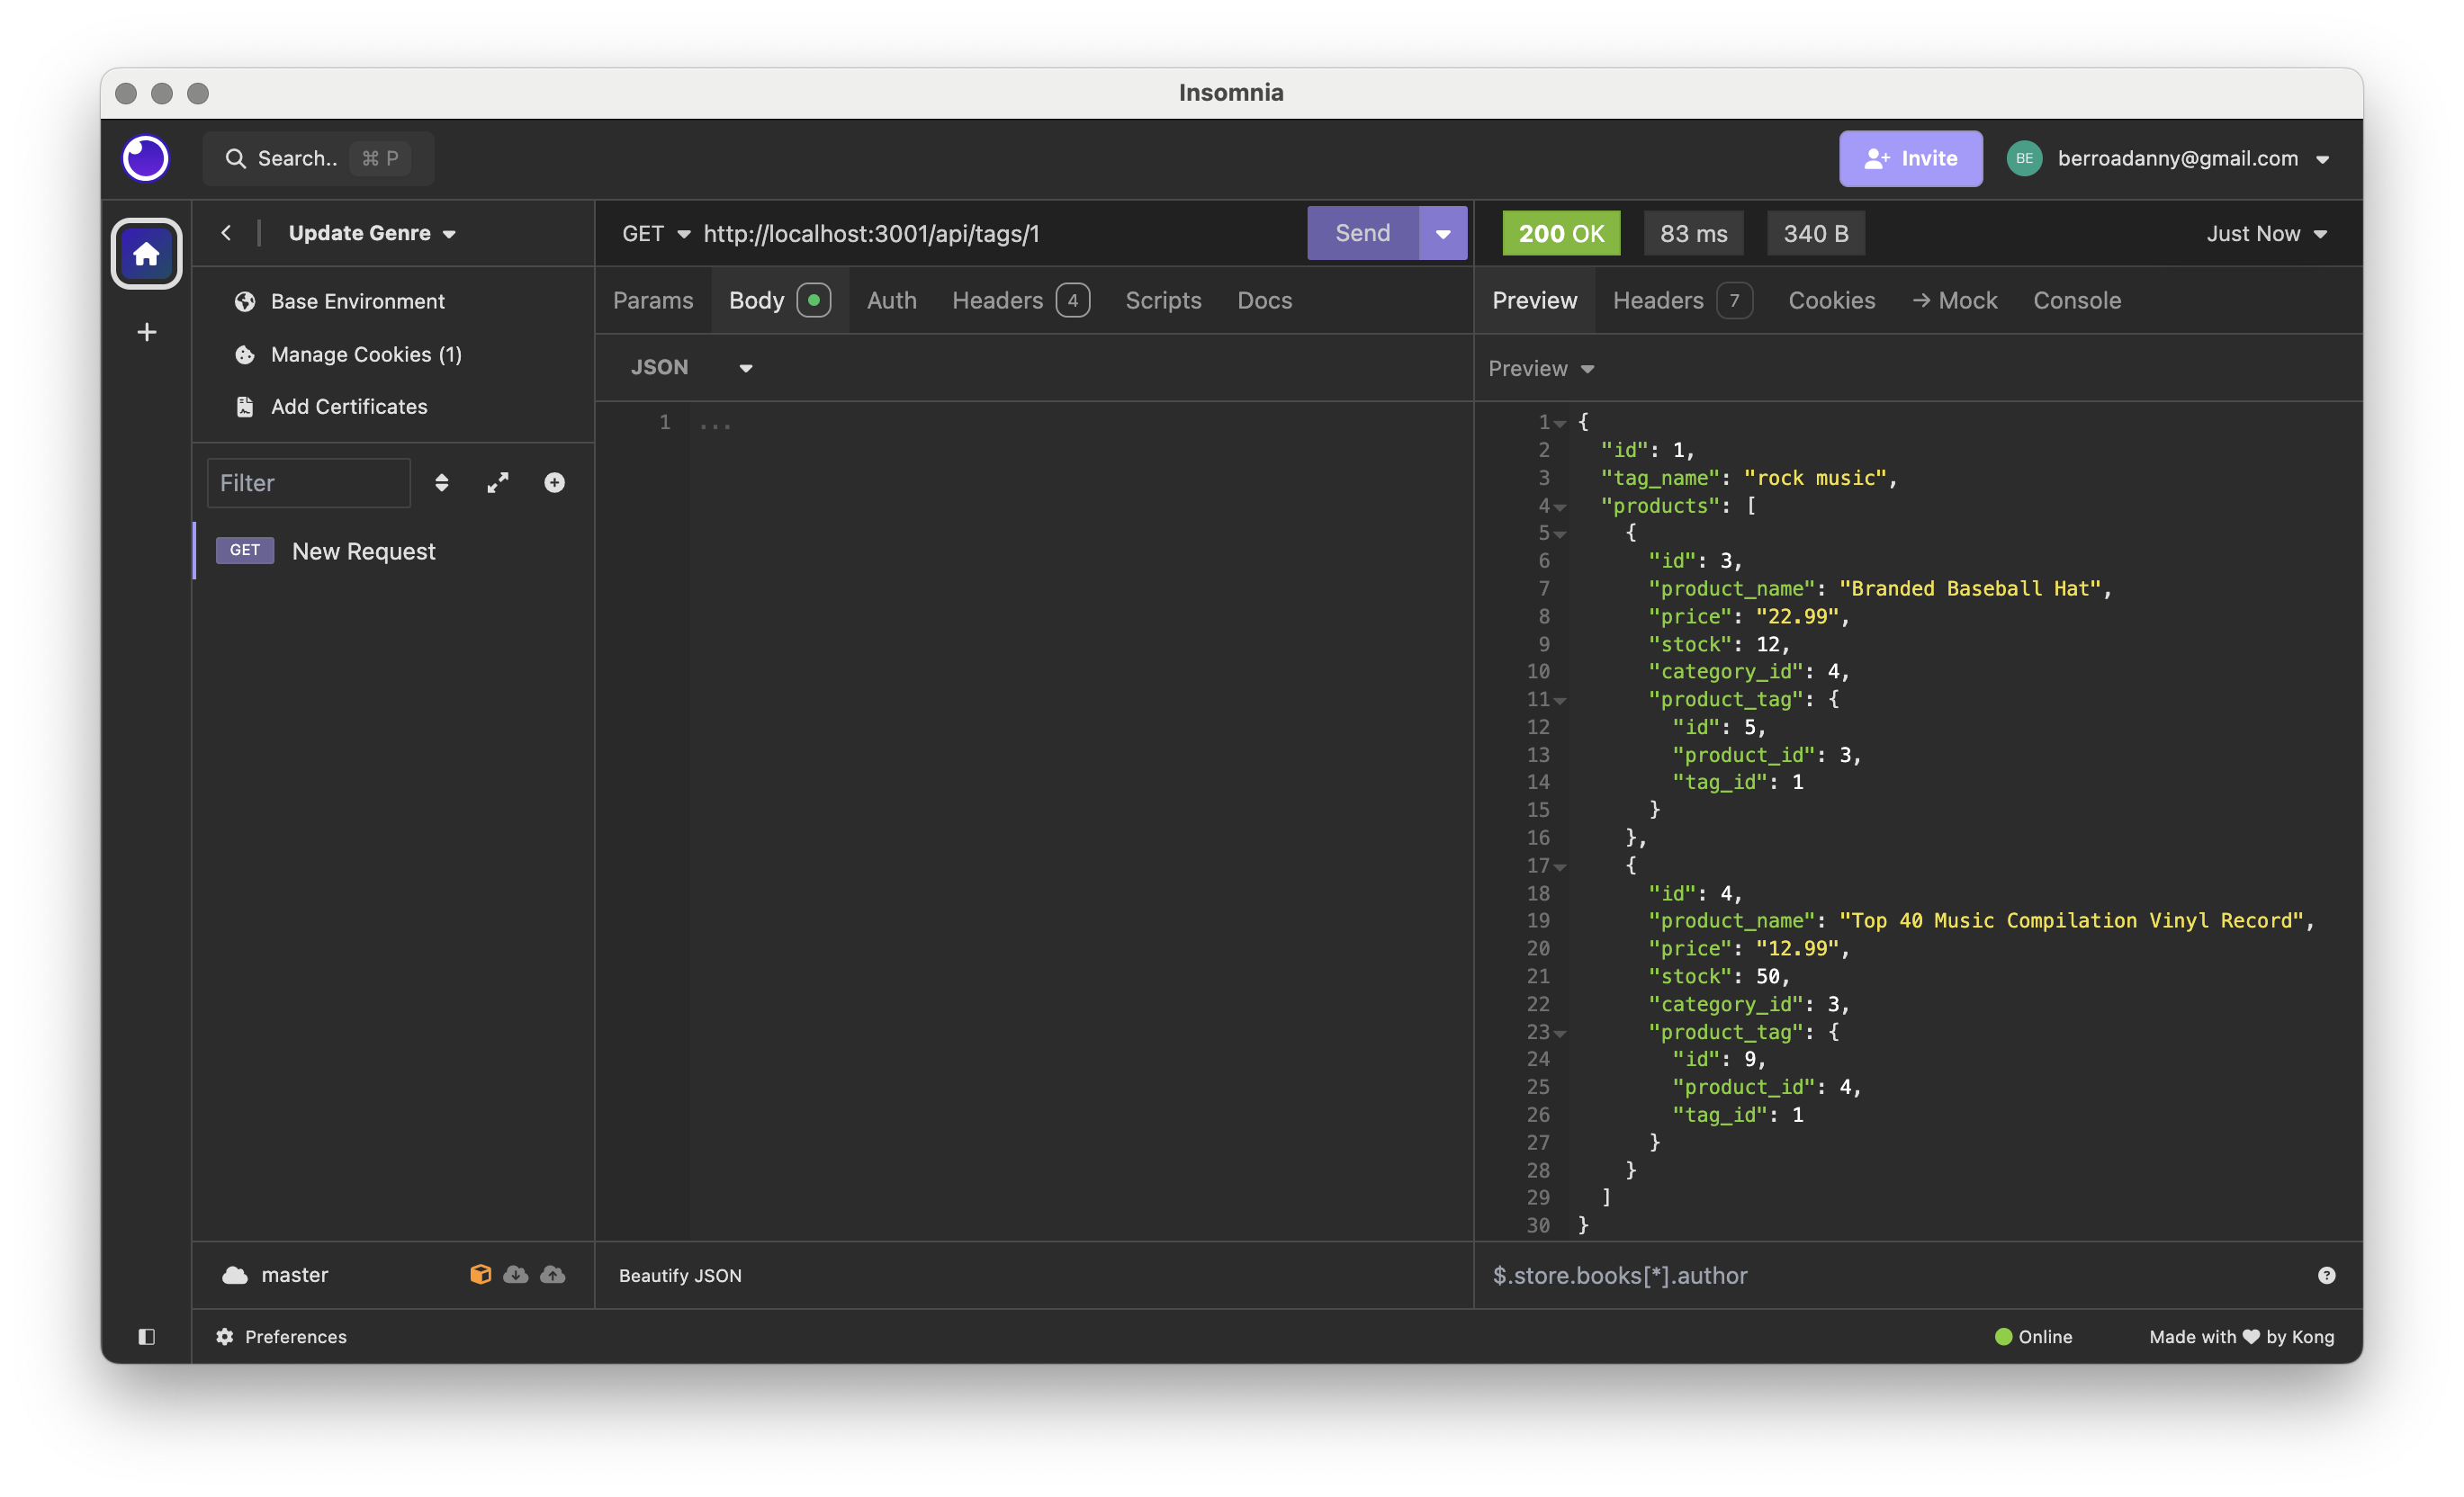 Insomnia
Search.. ⌘ P
Invite
BE
berroadanny@gmail.com
Update Genre
Base Environment
Manage Cookies (1)
Add Certificates
Filter
GET New Request
master
Preferences
GET http://localhost:3001/api/tags/1
Send
Params Body Auth Headers 4 Scripts Docs
JSON
1 ...
Beautify JSON
200 OK 83 ms 340 B
Just Now
Preview Headers 7 Cookies → Mock Console
Preview
1 {
2 "id": 1,
3 "tag_name": "rock music",
4 "products": [
5 {
6 "id": 3,
7 "product_name": "Branded Baseball Hat",
8 "price": "22.99",
9 "stock": 12,
10 "category_id": 4,
11 "product_tag": {
12 "id": 5,
13 "product_id": 3,
14 "tag_id": 1
15 }
16 },
17 {
18 "id": 4,
19 "product_name": "Top 40 Music Compilation Vinyl Record",
20 "price": "12.99",
21 "stock": 50,
22 "category_id": 3,
23 "product_tag": {
24 "id": 9,
25 "product_id": 4,
26 "tag_id": 1
27 }
28 }
29 ]
30 }
$.store.books[*].author
Online
Made with ♥ by Kong